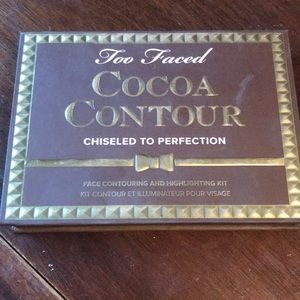 Too Faced
COCOA
CONTOUR
CHISELED TO PERFECTION
FACE CONTOURING AND HIGHLIGHTING KIT
KIT CONTOUR ET ILLUMINATEUR POUR VISAGE